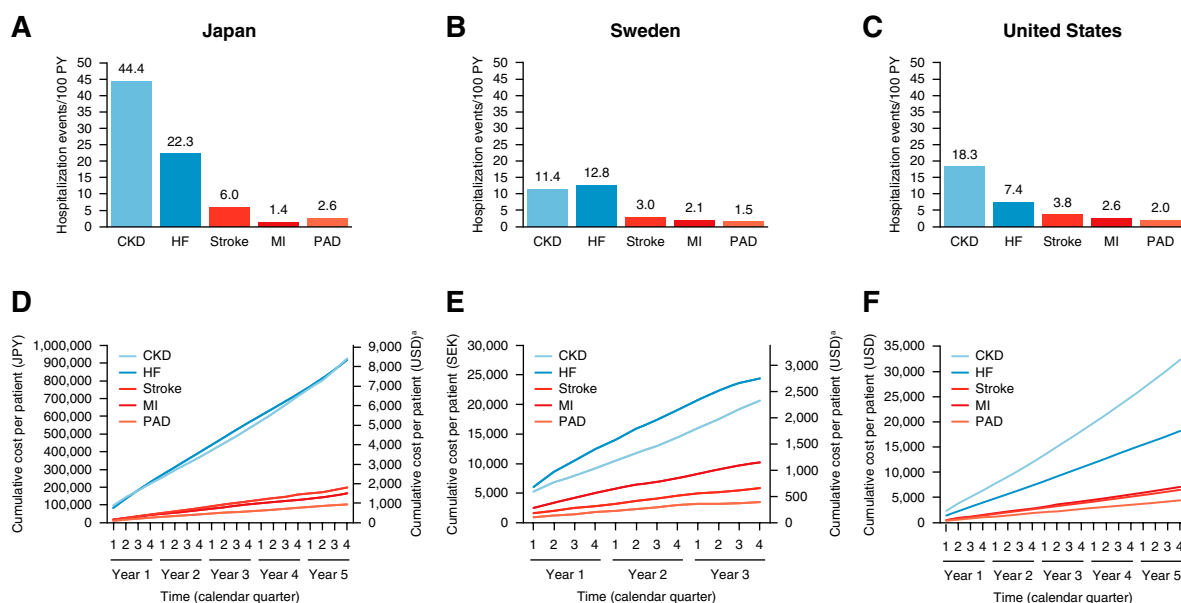 A
Japan
Hospitalization events/100 PY
50
45
40
35
30
25
20
15
10
5
0
44.4
22.3
6.0
1.4
2.6
CKD HF Stroke MI PAD
B
Sweden
Hospitalization events/100 PY
50
45
40
35
30
25
20
15
10
5
0
11.4
12.8
3.0
2.1
1.5
CKD HF Stroke MI PAD
C
United States
Hospitalization events/100 PY
50
45
40
35
30
25
20
15
10
5
0
18.3
7.4
3.8
2.6
2.0
CKD HF Stroke MI PAD
D
Cumulative cost per patient (JPY)
1,000,000
900,000
800,000
700,000
600,000
500,000
400,000
300,000
200,000
100,000
0
CKD
HF
Stroke
MI
PAD
9,000
8,000
7,000
6,000
5,000
4,000
3,000
2,000
1,000
0
Cumulative cost per patient (USD)ª
1 2 3 4 1 2 3 4 1 2 3 4 1 2 3 4 1 2 3 4
Year 1 Year 2 Year 3 Year 4 Year 5
Time (calendar quarter)
E
Cumulative cost per patient (SEK)
30,000
25,000
20,000
15,000
10,000
5,000
0
CKD
HF
Stroke
MI
PAD
3,000
2,500
2,000
1,500
1,000
500
0
Cumulative cost per patient (USD)ª
1 2 3 4 1 2 3 4 1 2 3 4
Year 1 Year 2 Year 3
Time (calendar quarter)
F
Cumulative cost per patient (USD)
35,000
30,000
25,000
20,000
15,000
10,000
5,000
0
CKD
HF
Stroke
MI
PAD
1 2 3 4 1 2 3 4 1 2 3 4 1 2 3 4 1 2 3 4
Year 1 Year 2 Year 3 Year 4 Year 5
Time (calendar quarter)